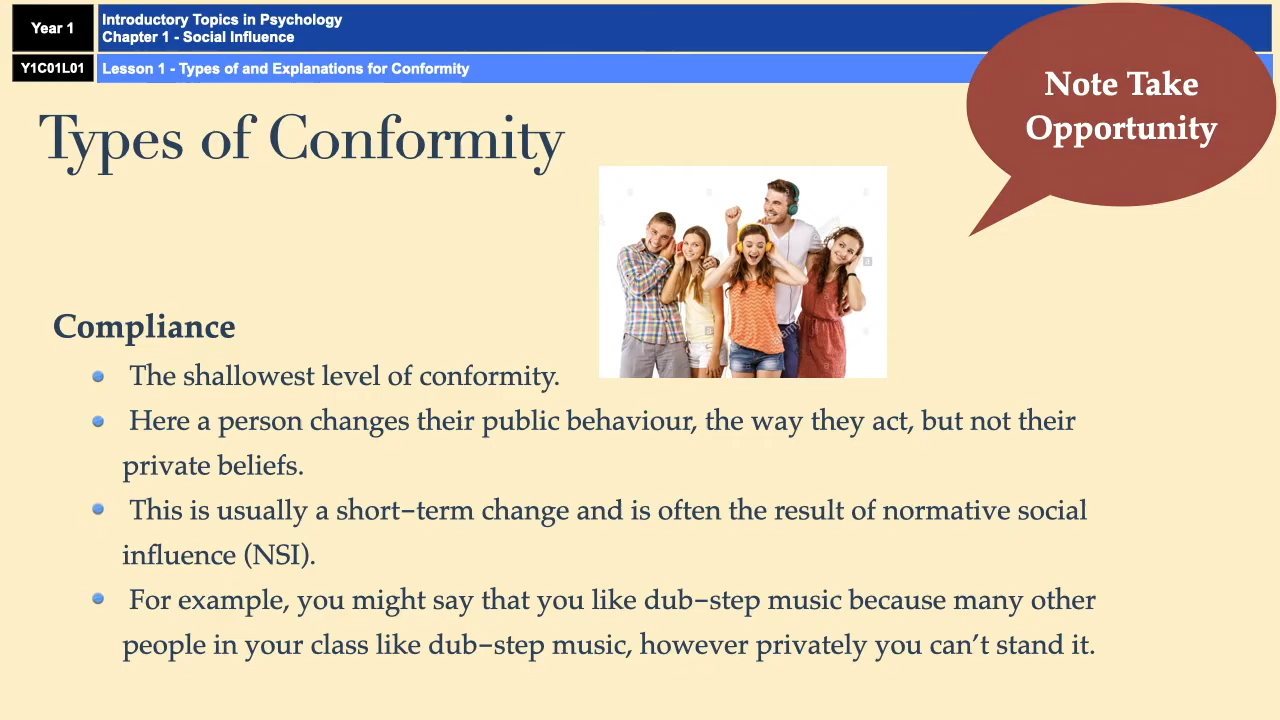 Year 1
Introductory Topics in Psychology
Chapter 1 - Social Influence
Y1C01L01
Lesson 1 - Types of and Explanations for Conformity
Note Take
Opportunity
Types of Conformity
Compliance
The shallowest level of conformity.
Here a person changes their public behaviour, the way they act, but not their
private beliefs.
This is usually a short-term change and is often the result of normative social
influence (NSI).
For example, you might say that you like dub-step music because many other
people in your class like dub-step music, however privately you can't stand it.